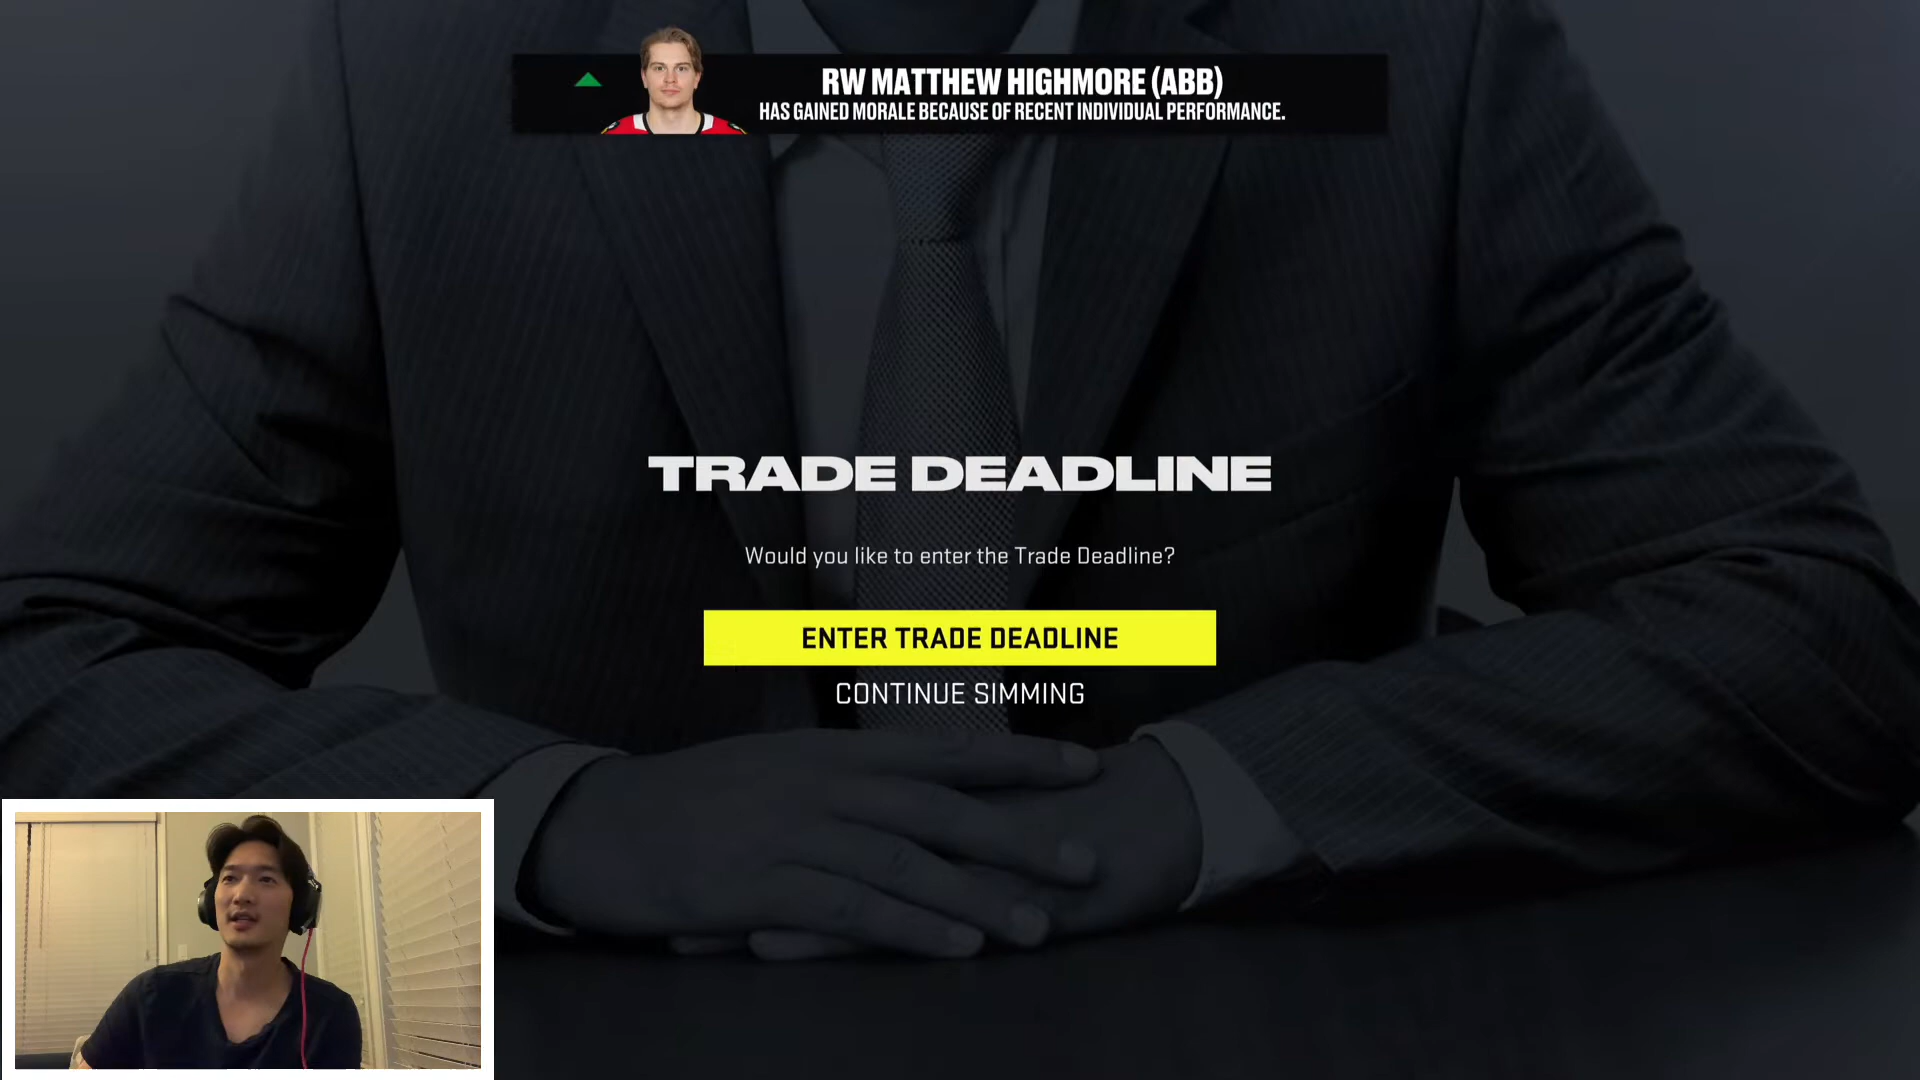 RW MATTHEW HIGHMORE (ABB)
HAS GAINED MORALE BECAUSE OF RECENT INDIVIDUAL PERFORMANCE.
TRADE DEADLINE
Would you like to enter the Trade Deadline?
ENTER TRADE DEADLINE
CONTINUE SIMMING